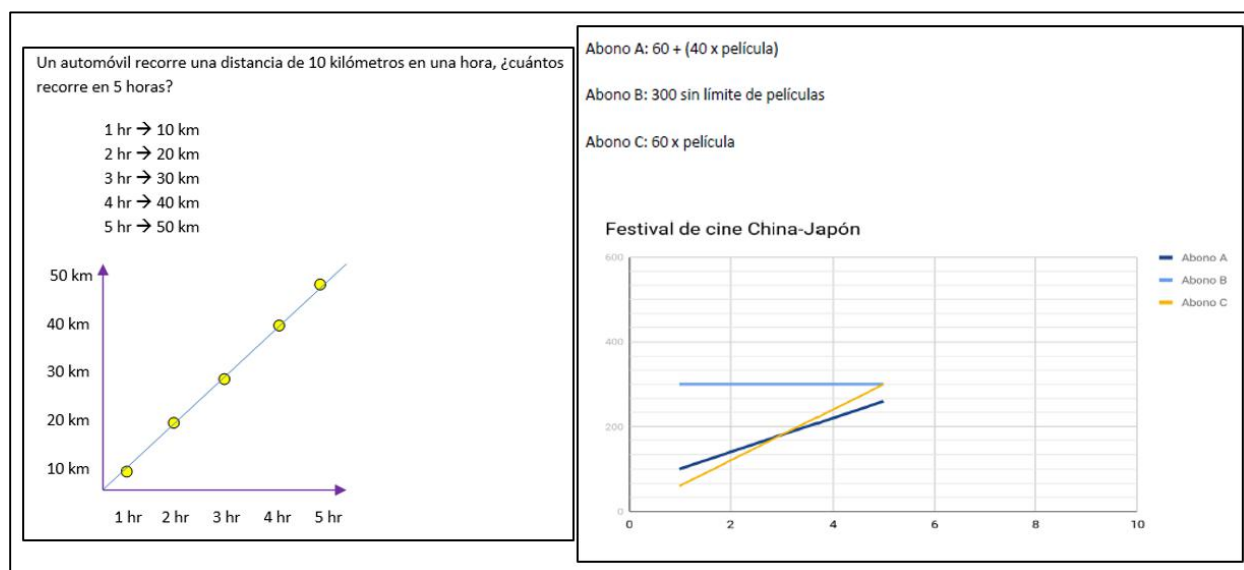 Un automóvil recorre una distancia de 10 kilómetros en una hora, ¿cuántos
recorre en 5 horas?
1 hr → 10 km
2 hr → 20 km
3 hr → 30 km
4 hr → 40 km
5 hr → 50 km
50 km
40 km
30 km
20 km
10 km
1 hr 2 hr 3 hr 4 hr 5 hr
Abono A: 60 + (40 x película)
Abono B: 300 sin límite de películas
Abono C: 60 x película
Festival de cine China-Japón
600
400
200
0
0 2 4 6 8 10
Abono A
Abono B
Abono C